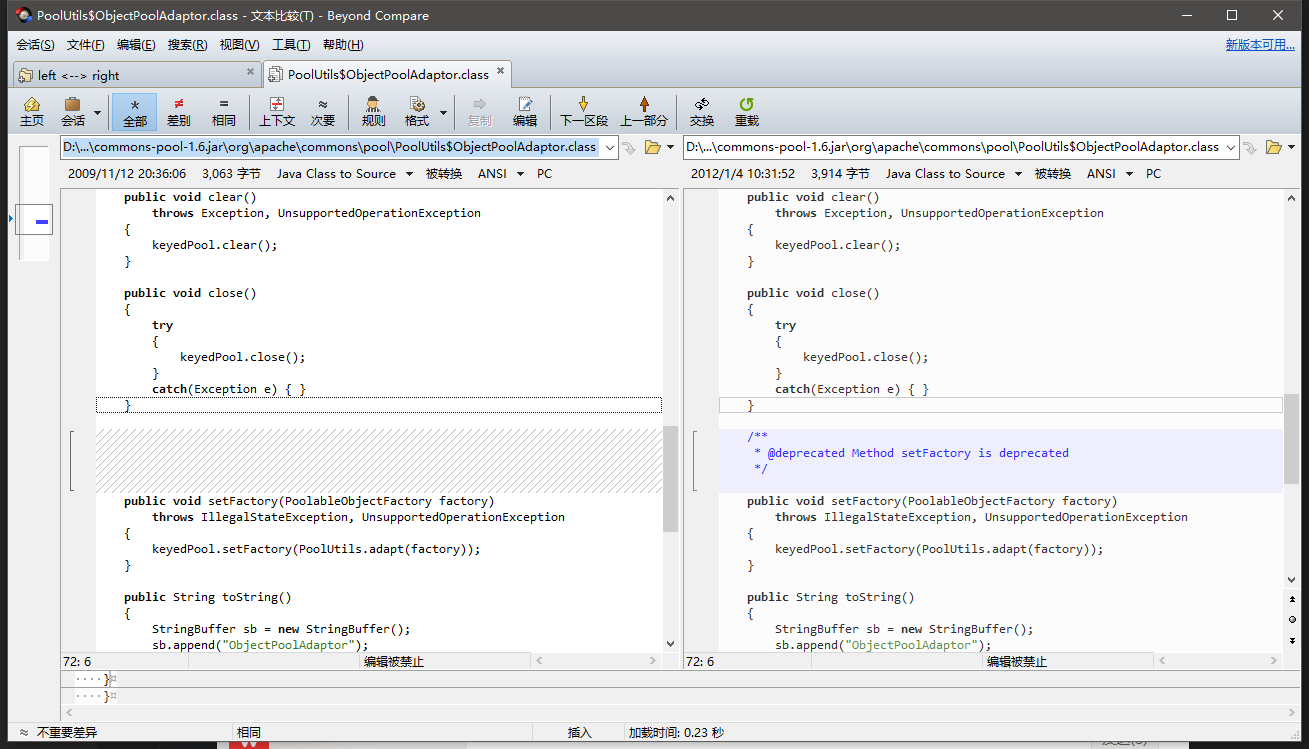 PoolUtils$ObjectPoolAdaptor.class - 文本比较(T) - Beyond Compare
会话(S) 文件(F) 编辑(E) 搜索(R) 视图(V) 工具(T) 帮助(H) 新版本可用...
left <--> right PoolUtils$ObjectPoolAdaptor.class
主页 会话 全部 差别 相同 上下文 次要 规则 格式 复制 编辑 下一区段 上一部分 交换 重载
D:\...\commons-pool-1.6.jar\org\apache\commons\pool\PoolUtils$ObjectPoolAdaptor.class
2009/11/12 20:36:06 3,063 字节 Java Class to Source 被转换 ANSI PC
public void clear()
throws Exception, UnsupportedOperationException
{
keyedPool.clear();
}
public void close()
{
try
{
keyedPool.close();
}
catch(Exception e) { }
}
public void setFactory(PoolableObjectFactory factory)
throws IllegalStateException, UnsupportedOperationException
{
keyedPool.setFactory(PoolUtils.adapt(factory));
}
public String toString()
{
StringBuffer sb = new StringBuffer();
sb.append("ObjectPoolAdaptor");
72: 6 编辑被禁止
D:\...\commons-pool-1.6.jar\org\apache\commons\pool\PoolUtils$ObjectPoolAdaptor.class
2012/1/4 10:31:52 3,914 字节 Java Class to Source 被转换 ANSI PC
public void clear()
throws Exception, UnsupportedOperationException
{
keyedPool.clear();
}
public void close()
{
try
{
keyedPool.close();
}
catch(Exception e) { }
}
/**
* @deprecated Method setFactory is deprecated
*/
public void setFactory(PoolableObjectFactory factory)
throws IllegalStateException, UnsupportedOperationException
{
keyedPool.setFactory(PoolUtils.adapt(factory));
}
public String toString()
{
StringBuffer sb = new StringBuffer();
sb.append("ObjectPoolAdaptor");
72: 6 编辑被禁止
····}¤
····}¤
不重要差异 相同 插入 加载时间: 0.23 秒